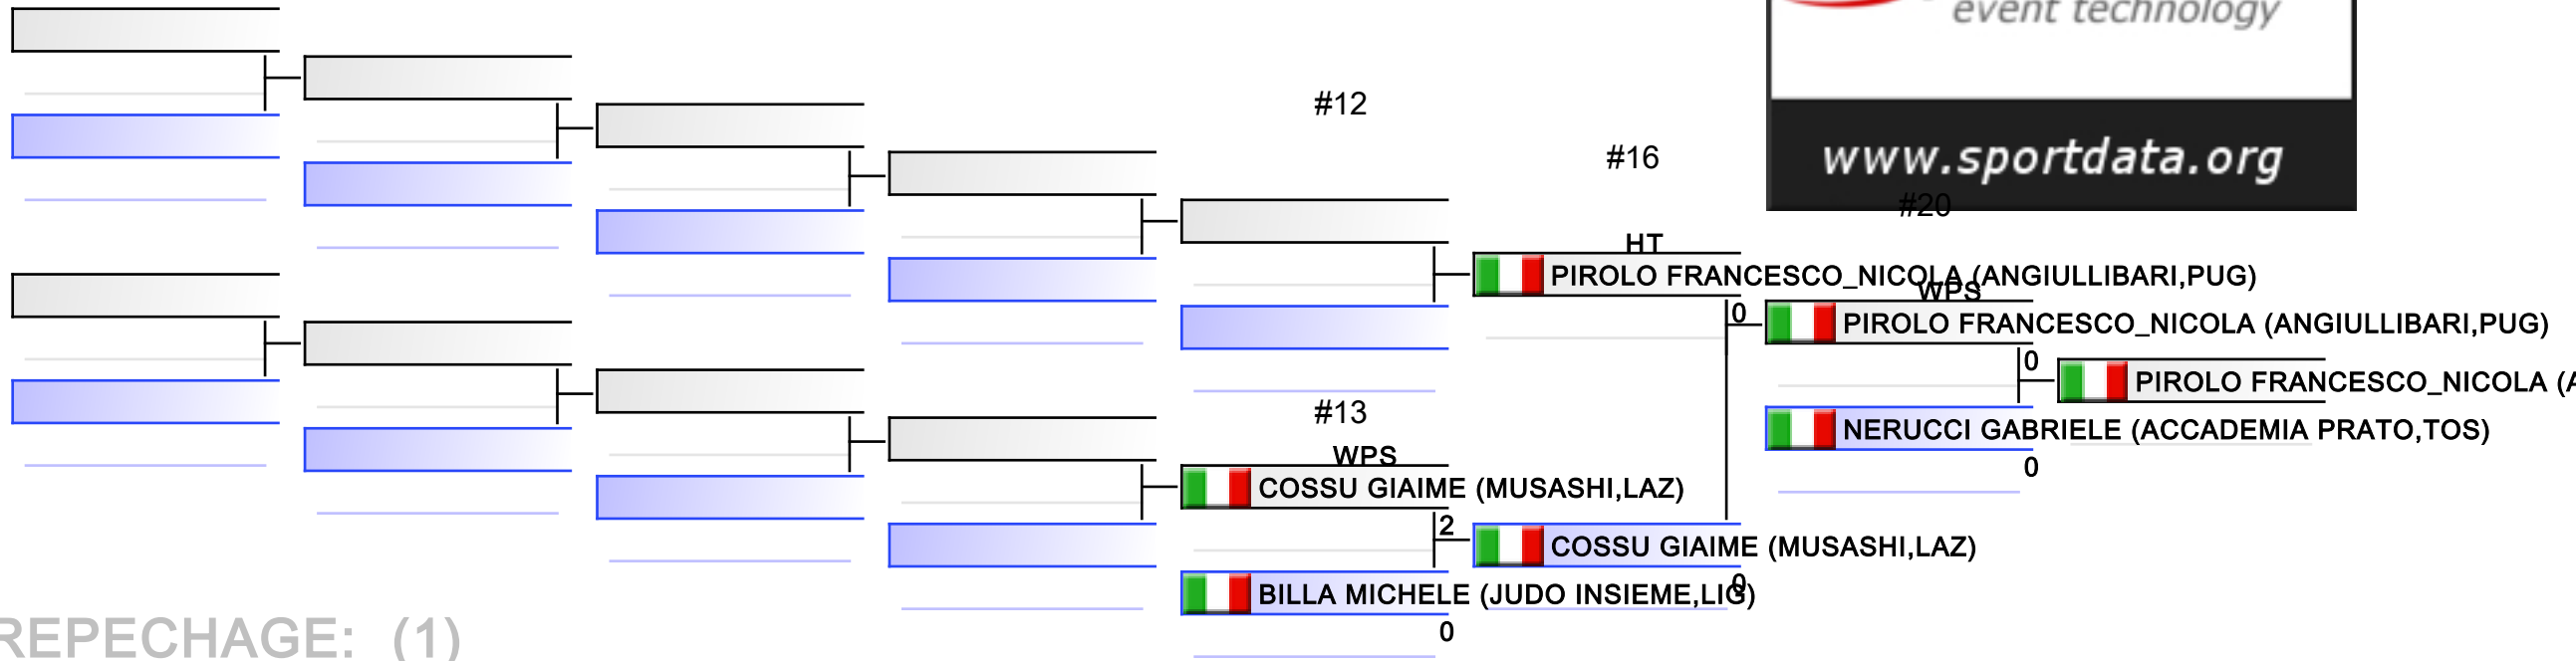 event technology
www.sportdata.org
#12
#16
#20
HT
PIROLO FRANCESCO_NICOLA (ANGIULLIBARI,PUG)
WPS
0
PIROLO FRANCESCO_NICOLA (ANGIULLIBARI,PUG)
0
PIROLO FRANCESCO_NICOLA (A
#13
NERUCCI GABRIELE (ACCADEMIA PRATO,TOS)
WPS
0
COSSU GIAIME (MUSASHI,LAZ)
2
COSSU GIAIME (MUSASHI,LAZ)
0
BILLA MICHELE (JUDO INSIEME,LIG)
0
REPECHAGE: (1)